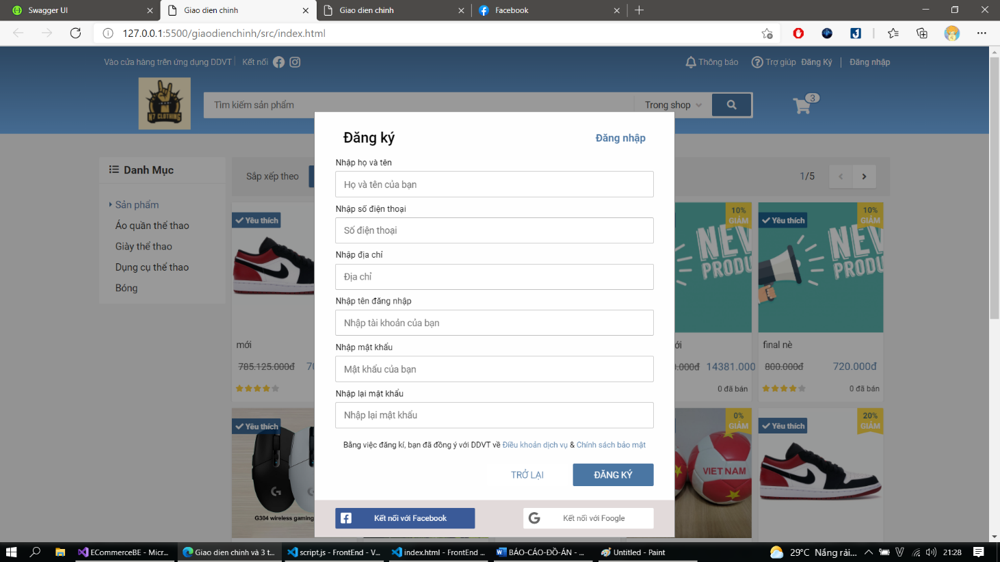 Swagger UI
Giao dien chinh
Giao dien chinh
Facebook
127.0.0.1:5500/giaodienchinh/src/index.html
Vào cửa hàng trên ứng dụng DDVT
Kết nối
Thông báo
Trợ giúp
Đăng Ký
Đăng nhập
N7 CLOTHING
Tìm kiếm sản phẩm
Trong shop
3
Đăng ký
Đăng nhập
Nhập họ và tên
Họ và tên của bạn
Nhập số điện thoại
Số điện thoại
Nhập địa chỉ
Địa chỉ
Nhập tên đăng nhập
Nhập tài khoản của bạn
Nhập mật khẩu
Mật khẩu của bạn
Nhập lại mật khẩu
Nhập lại mật khẩu
Bằng việc đăng kí, bạn đã đồng ý với DDVT về Điều khoản dịch vụ & Chính sách bảo mật
TRỞ LẠI
ĐĂNG KÝ
Kết nối với Facebook
Kết nối với Foogle
Danh Mục
Sản phẩm
Áo quần thể thao
Giày thể thao
Dụng cụ thể thao
Bóng
Sắp xếp theo
1/5
Yêu thích
mới
785.125.000đ
10%
GIẢM
NEW
PRODU
14381.000
0 đã bán
Yêu thích
10%
GIẢM
NEW
PRODU
final nè
800.000đ
720.000đ
0 đã bán
Yêu thích
G304 wireless gaming
0%
GIẢM
VIET NAM
Yêu thích
20%
GIẢM
ECommerceBE - Micr...
Giao dien chinh và 3 t...
script.js - FrontEnd - V...
index.html - FrontEnd ...
BÁO-CÁO-ĐỒ-ÁN - ...
Untitled - Paint
29°C Nắng rải...
21:28